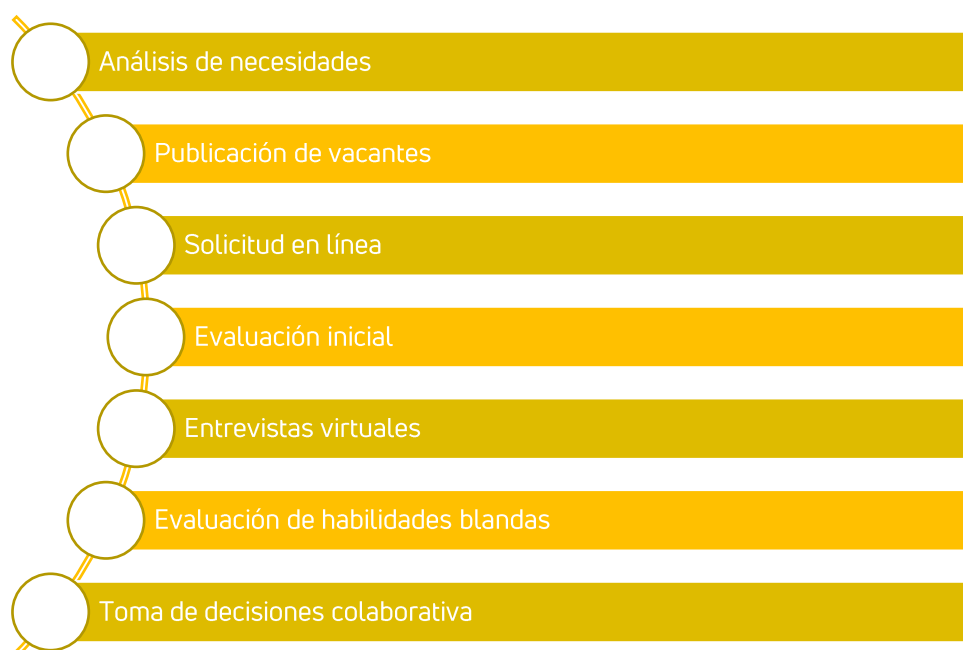 Análisis de necesidades
Publicación de vacantes
Solicitud en línea
Evaluación inicial
Entrevistas virtuales
Evaluación de habilidades blandas
Toma de decisiones colaborativa